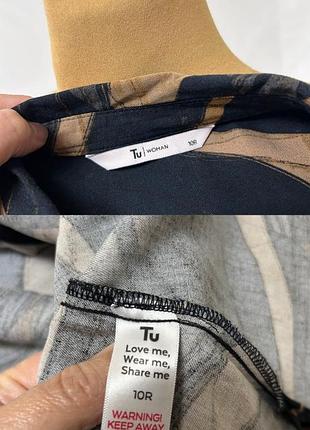 Tu WOMAN 10R
Tu
Love me,
Wear me,
Share me
10R
WARNING!
KEEP AWAY